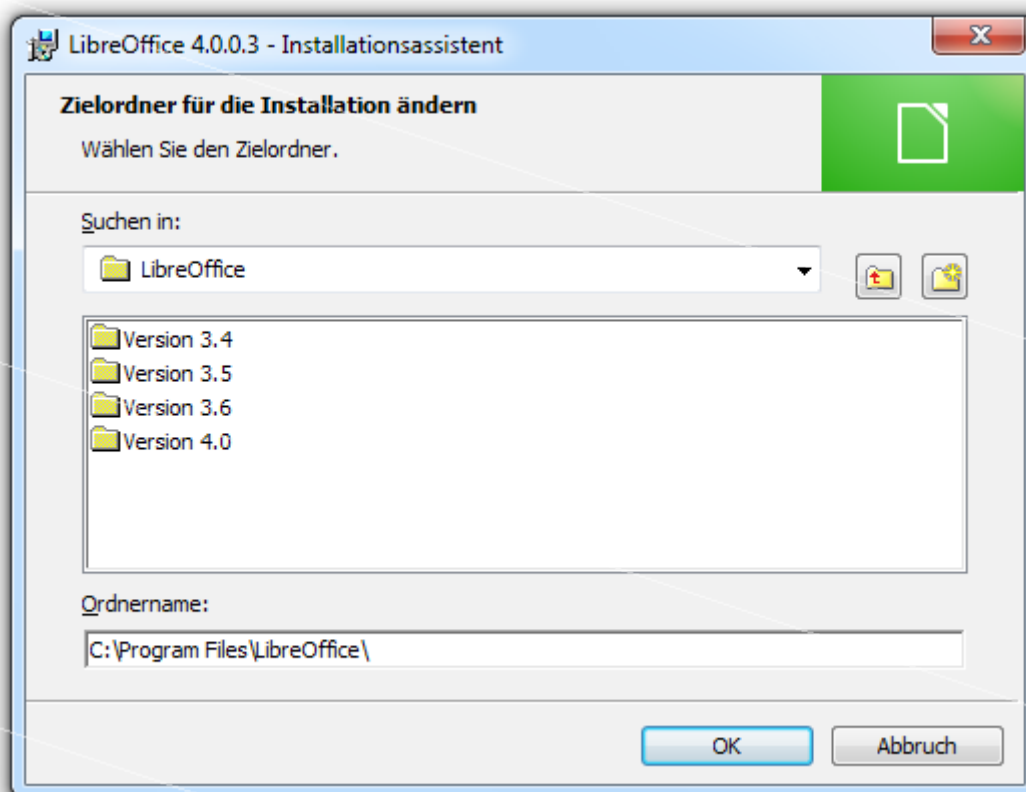 LibreOffice 4.0.0.3 - Installationsassistent
Zielordner für die Installation ändern
Wählen Sie den Zielordner.
Suchen in:
LibreOffice
Version 3.4
Version 3.5
Version 3.6
Version 4.0
Ordnername:
C:\Program Files\LibreOffice\
OK Abbruch